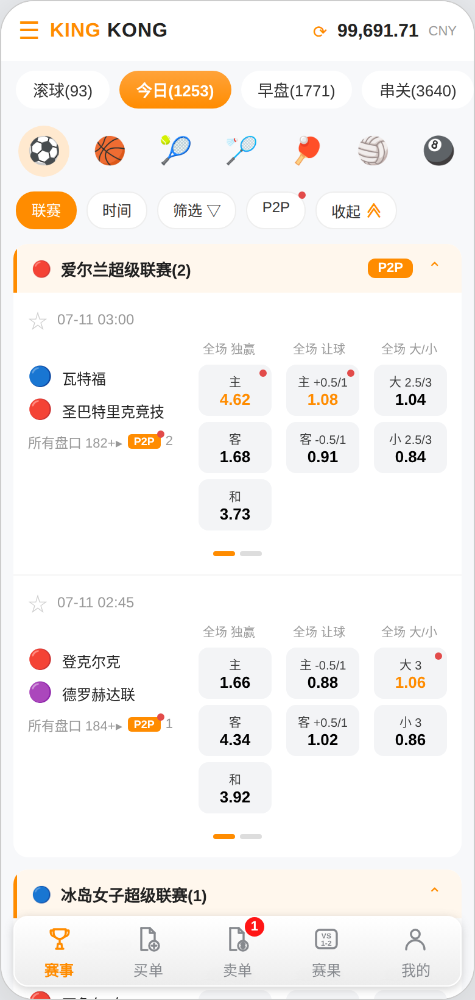 ☰ KING KONG ⟳ 99,691.71 CNY
滚球(93) 今日(1253) 早盘(1771) 串关(3640)
8
联赛 时间 筛选 ▽ P2P 收起
爱尔兰超级联赛(2) P2P
07-11 03:00
全场 独赢 全场 让球 全场 大/小
瓦特福
圣巴特里克竞技
所有盘口 182+▸ P2P 2
主 主 +0.5/1 大 2.5/3
4.62 1.08 1.04
客 客 -0.5/1 小 2.5/3
1.68 0.91 0.84
和
3.73
07-11 02:45
全场 独赢 全场 让球 全场 大/小
登克尔克
德罗赫达联
所有盘口 184+▸ P2P 1
主 主 -0.5/1 大 3
1.66 0.88 1.06
客 客 +0.5/1 小 3
4.34 1.02 0.86
和
3.92
冰岛女子超级联赛(1)
1
VS
1-2
赛事 买单 卖单 赛果 我的